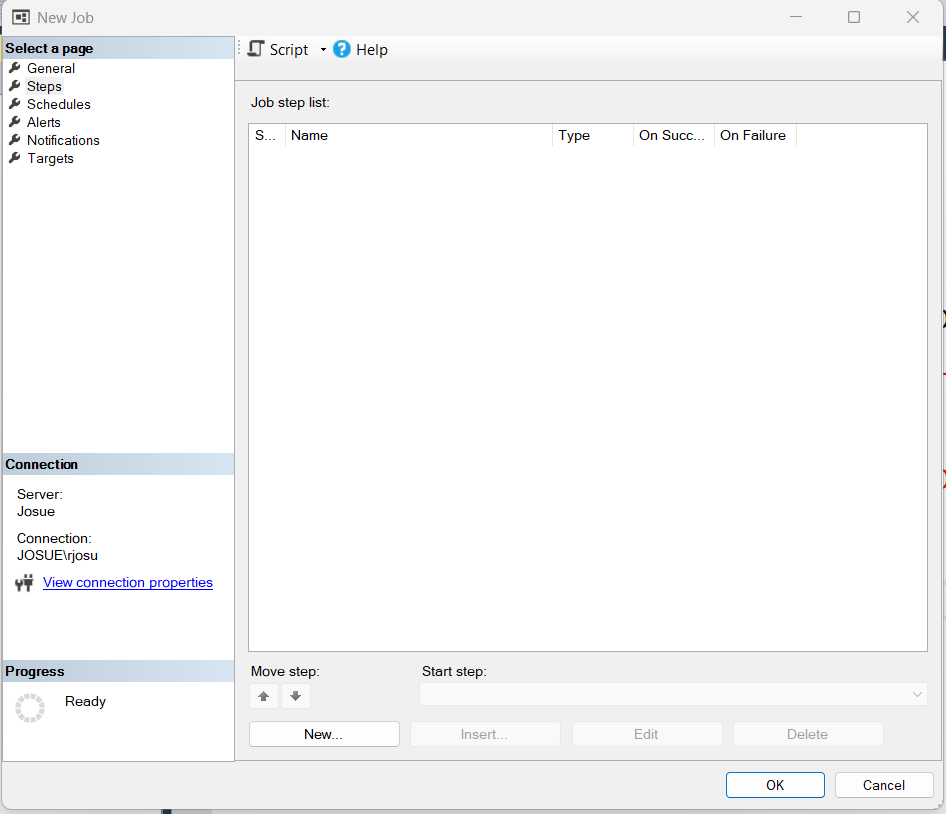 New Job
Select a page
General
Steps
Schedules
Alerts
Notifications
Targets
Script
Help
Job step list:
S... Name Type On Succ... On Failure
Connection
Server:
Josue
Connection:
JOSUE\rjosu
View connection properties
Progress
Ready
Move step:
Start step:
New...
Insert...
Edit
Delete
OK
Cancel